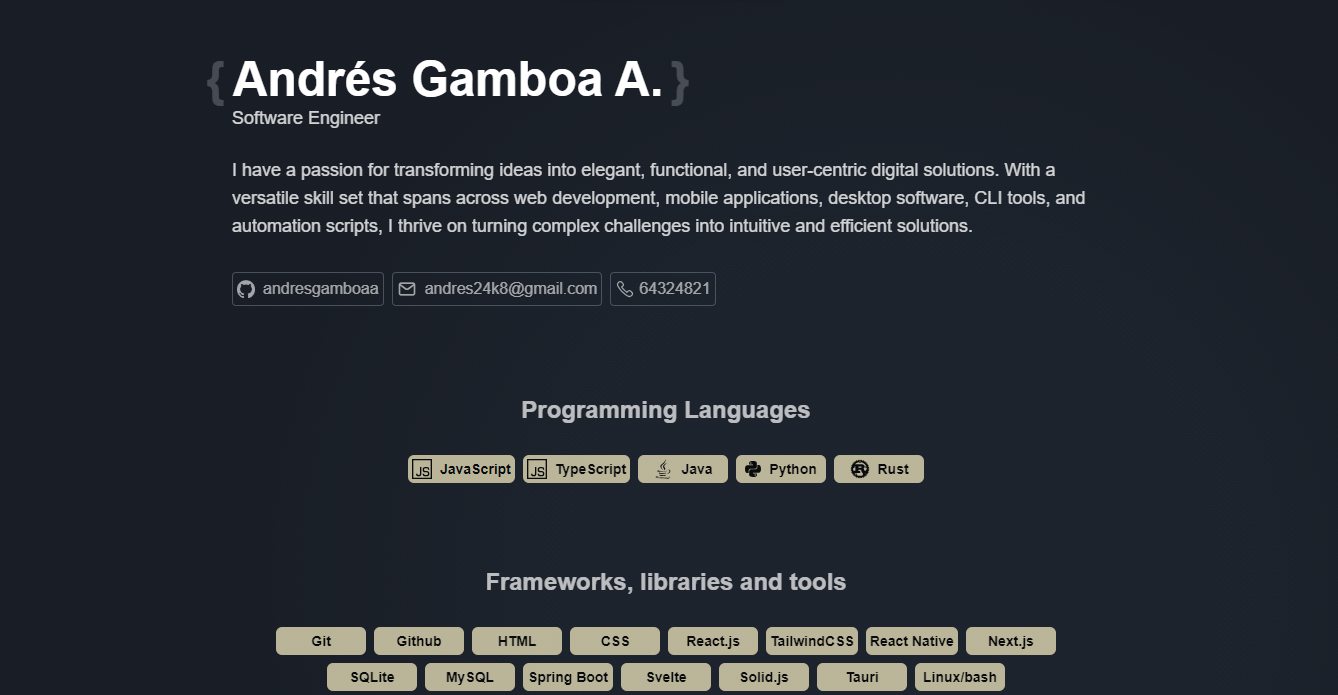 { Andrés Gamboa A. }
Software Engineer
I have a passion for transforming ideas into elegant, functional, and user-centric digital solutions. With a
versatile skill set that spans across web development, mobile applications, desktop software, CLI tools, and
automation scripts, I thrive on turning complex challenges into intuitive and efficient solutions.
andresgamboaa andres24k8@gmail.com 64324821
Programming Languages
JS JavaScript JS TypeScript Java Python Rust
Frameworks, libraries and tools
Git Github HTML CSS React.js TailwindCSS React Native Next.js
SQLite MySQL Spring Boot Svelte Solid.js Tauri Linux/bash